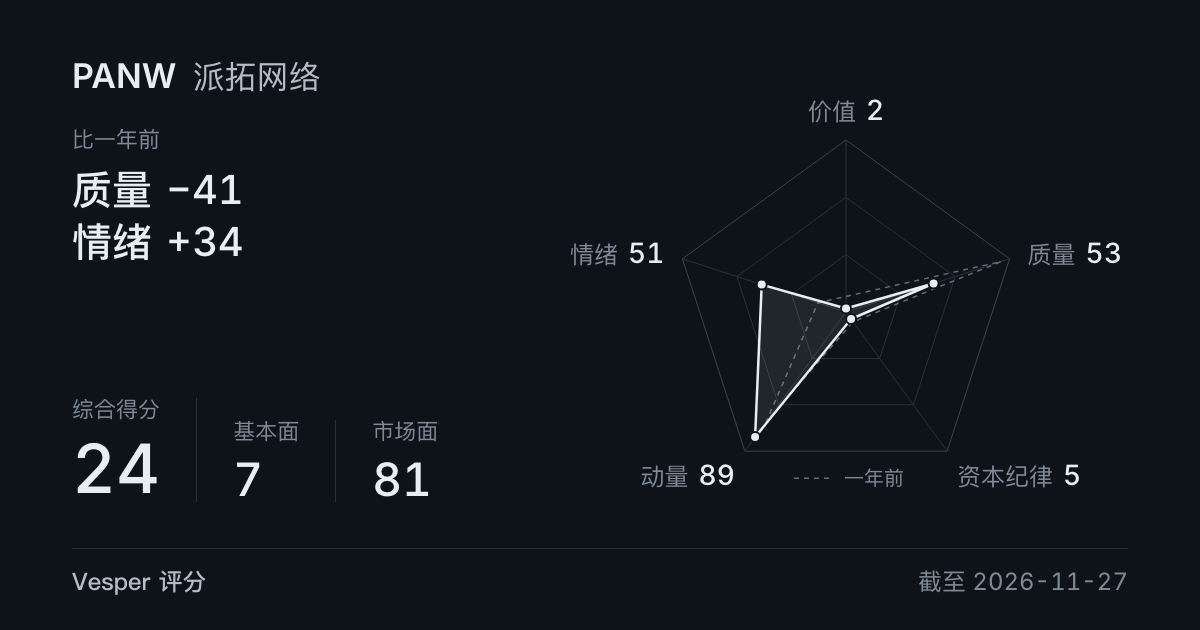 PANW 派拓网络
比一年前
质量 −41
情绪 +34
综合得分
24
基本面
7
市场面
81
价值 2
质量 53
资本纪律 5
动量 89
情绪 51
一年前
Vesper 评分
截至 2026-11-27